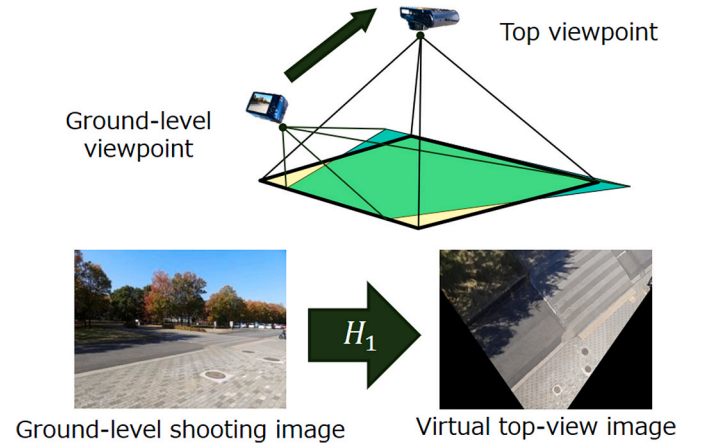 Top viewpoint
Ground-level
viewpoint
H₁
Ground-level shooting image
Virtual top-view image